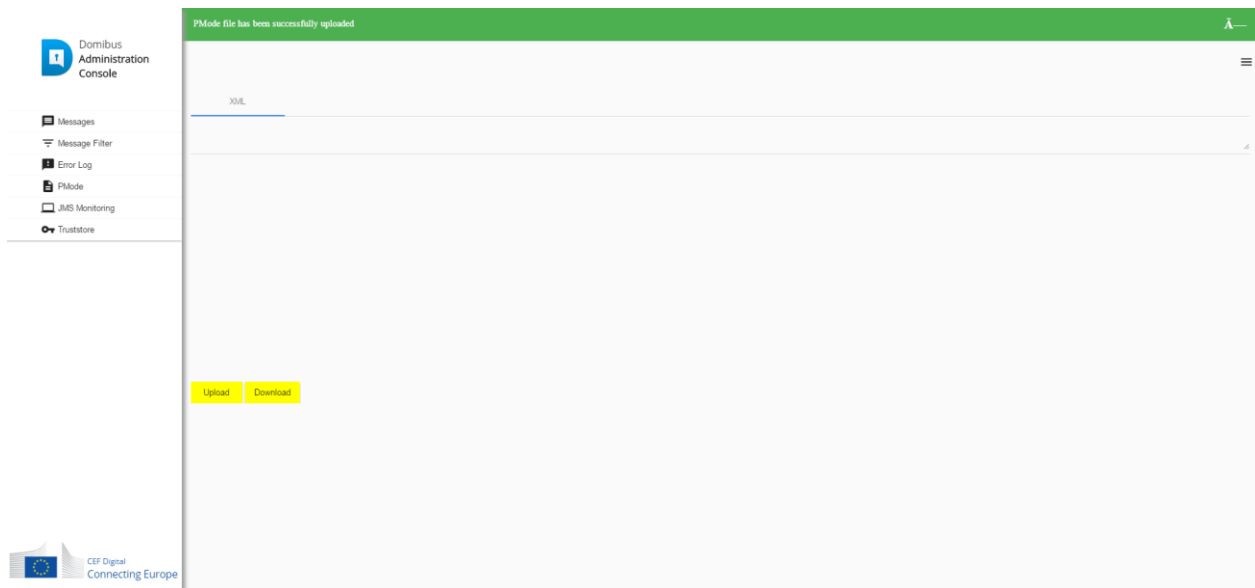 PMode file has been successfully uploaded Ã—
Domibus
Administration
Console
XML
Messages
Message Filter
Error Log
PMode
JMS Monitoring
Truststore
Upload Download
CEF Digital
Connecting Europe